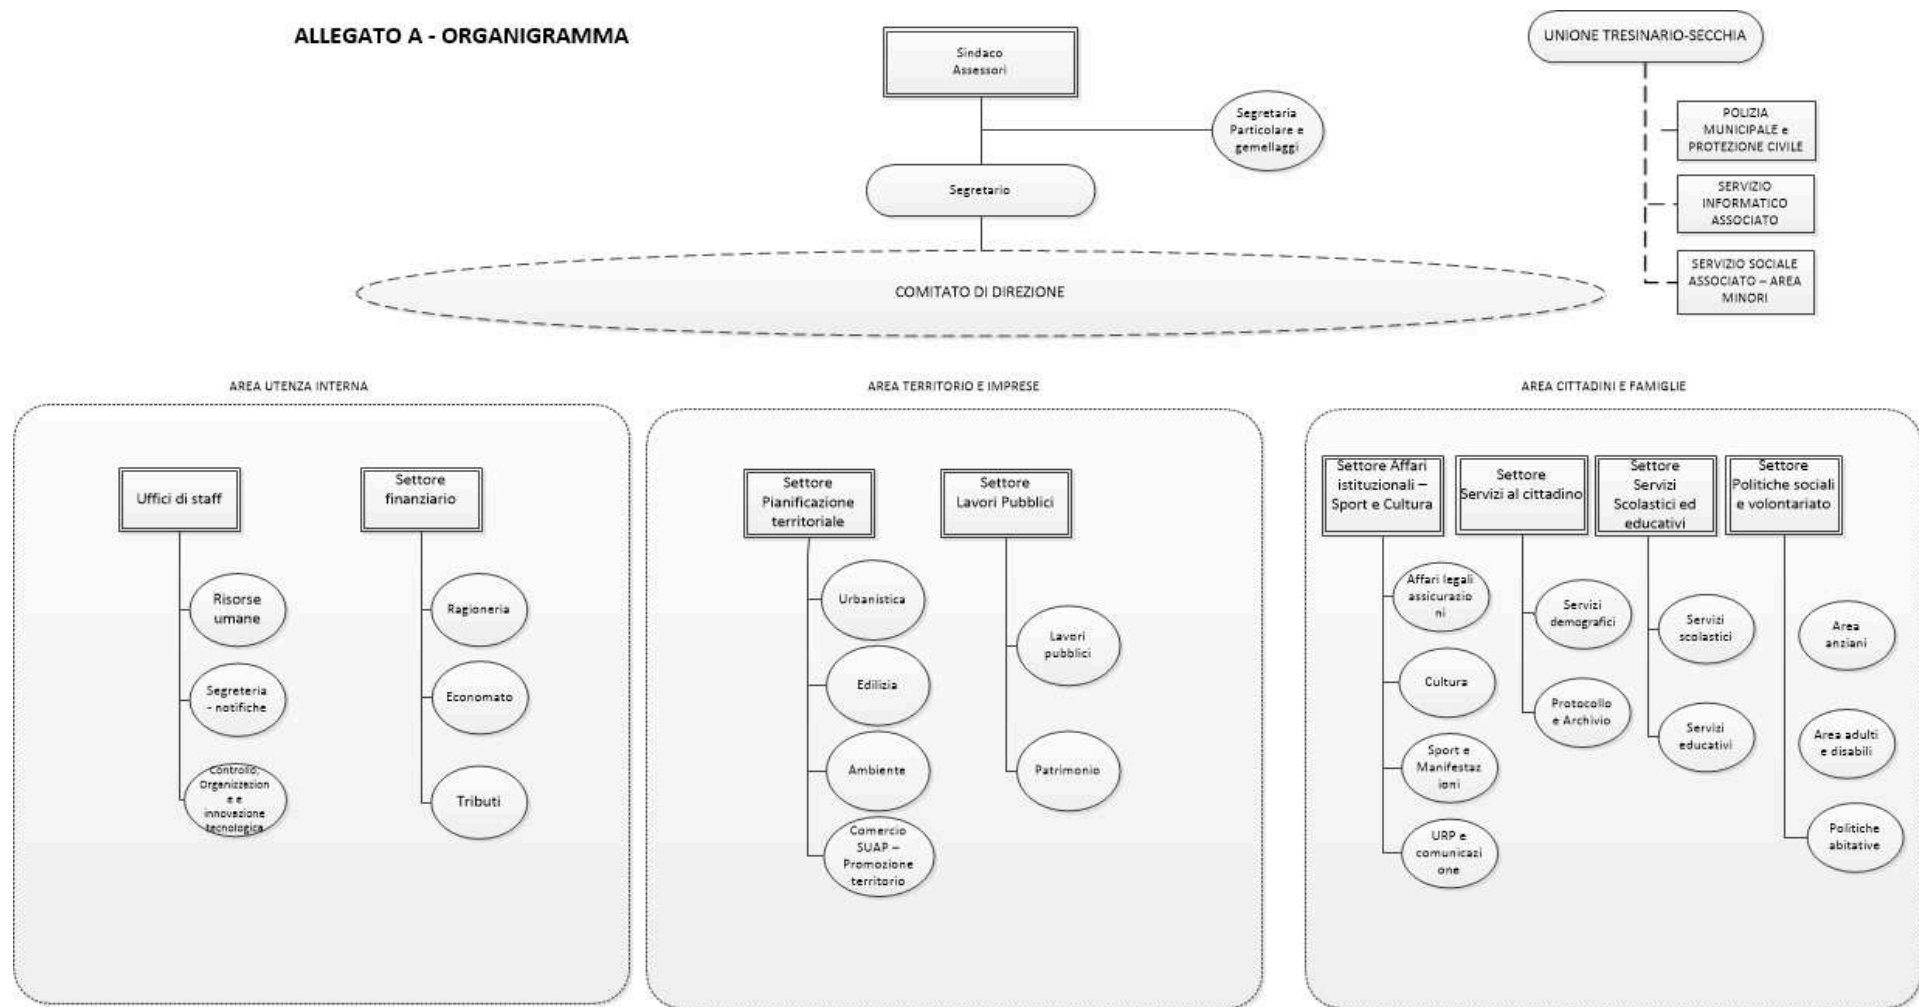 ALLEGATO A - ORGANIGRAMMA
Sindaco
Assessori
Segretaria
Particolare e
gemellaggi
Segretario
COMITATO DI DIREZIONE
UNIONE TRESINARIO-SECCHIA
POLIZIA
MUNICIPALE e
PROTEZIONE CIVILE
SERVIZIO
INFORMATICO
ASSOCIATO
SERVIZIO SOCIALE
ASSOCIATO – AREA
MINORI
AREA UTENZA INTERNA
Uffici di staff
Risorse
umane
Segreteria
- notifiche
Controllo,
Organizzazion
e e
innovazione
tecnologica
Settore
finanziario
Ragioneria
Economato
Tributi
AREA TERRITORIO E IMPRESE
Settore
Pianificazione
territoriale
Urbanistica
Edilizia
Ambiente
Comercio
SUAP –
Promozione
territorio
Settore
Lavori Pubblici
Lavori
pubblici
Patrimonio
AREA CITTADINI E FAMIGLIE
Settore Affari
istituzionali –
Sport e Cultura
Affari legali
assicurazio
ni
Cultura
Sport e
Manifestaz
ioni
URP e
comunicazi
one
Settore
Servizi al cittadino
Servizi
demografici
Protocollo
e Archivio
Settore
Servizi
Scolastici ed
educativi
Servizi
scolastici
Servizi
educativi
Settore
Politiche sociali
e volontariato
Area
anziani
Area adulti
e disabili
Politiche
abitative